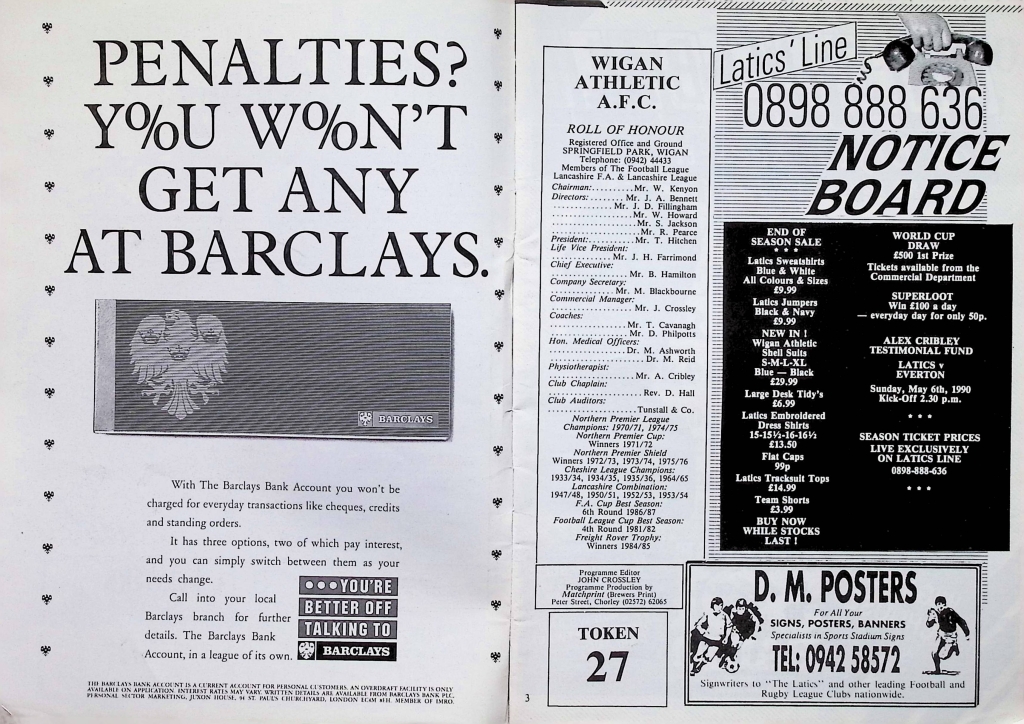 PENALTIES?
Y%U W%N'T
GET ANY
AT BARCLAYS.
BARCLAYS
With The Barclays Bank Account you won't be
charged for everyday transactions like cheques, credits
and standing orders.
It has three options, two of which pay interest,
and you can simply switch between them as your
needs change.
Call into your local
Barclays branch for further
details. The Barclays Bank
Account, in a league of its own.
•••YOU'RE
BETTER OFF
TALKING TO
BARCLAYS
THE BARCLAYS BANK ACCOUNT IS A CURRENT ACCOUNT FOR PERSONAL CUSTOMERS. AN OVERDRAFT FACILITY IS ONLY
AVAILABLE ON APPLICATION. INTEREST RATES MAY VARY. WRITTEN DETAILS ARE AVAILABLE FROM BARCLAYS BANK PLC,
PERSONAL SECTOR MARKETING, JUXON HOUSE, 94 ST. PAUL'S CHURCHYARD, LONDON EC4M 8EH. MEMBER OF IMRO.
WIGAN
ATHLETIC
A.F.C.
ROLL OF HONOUR
Registered Office and Ground
SPRINGFIELD PARK, WIGAN
Telephone: (0942) 44433
Members of The Football League
Lancashire F.A. & Lancashire League
Chairman:..........Mr. W. Kenyon
Directors:........Mr. J. A. Bennett
..............Mr. J. D. Fillingham
...................Mr. W. Howard
....................Mr. S. Jackson
.....................Mr. R. Pearce
President:..........Mr. T. Hitchen
Life Vice President:
...............Mr. J. H. Farrimond
Chief Executive:
...................Mr. B. Hamilton
Company Secretary:
...............Mr. M. Blackbourne
Commercial Manager:
....................Mr. J. Crossley
Coaches:
..................Mr. T. Cavanagh
...................Mr. D. Philpotts
Hon. Medical Officers:
..................Dr. M. Ashworth
.......................Dr. M. Reid
Physiotherapist:
....................Mr. A. Cribley
Club Chaplain:
......................Rev. D. Hall
Club Auditors:
.....................Tunstall & Co.
Northern Premier League
Champions: 1970/71, 1974/75
Northern Premier Cup:
Winners 1971/72
Northern Premier Shield
Winners 1972/73, 1973/74, 1975/76
Cheshire League Champions:
1933/34, 1934/35, 1935/36, 1964/65
Lancashire Combination:
1947/48, 1950/51, 1952/53, 1953/54
F.A. Cup Best Season:
6th Round 1986/87
Football League Cup Best Season:
4th Round 1981/82
Freight Rover Trophy:
Winners 1984/85
Programme Editor
JOHN CROSSLEY
Programme Production by
Matchprint (Brewers Print)
Peter Street, Chorley (02572) 62065
TOKEN
27
3
Latics' Line
0898 888 636
NOTICE
BOARD
END OF
SEASON SALE
* * *
Latics Sweatshirts
Blue & White
All Colours & Sizes
£9.99
Latics Jumpers
Black & Navy
£9.99
NEW IN !
Wigan Athletic
Shell Suits
S-M-L-XL
Blue — Black
£29.99
Large Desk Tidy's
£6.99
Latics Embroidered
Dress Shirts
15-15½-16-16½
£13.50
Flat Caps
99p
Latics Tracksuit Tops
£14.99
Team Shorts
£3.99
BUY NOW
WHILE STOCKS
LAST !
WORLD CUP
DRAW
£500 1st Prize
Tickets available from the
Commercial Department
SUPERLOOT
Win £100 a day
— everyday day for only 50p.
ALEX CRIBLEY
TESTIMONIAL FUND
LATICS v
EVERTON
Sunday, May 6th, 1990
Kick-Off 2.30 p.m.
* * *
SEASON TICKET PRICES
LIVE EXCLUSIVELY
ON LATICS LINE
0898-888-636
* * *
D. M. POSTERS
For All Your
SIGNS, POSTERS, BANNERS
Specialists in Sports Stadium Signs
TEL: 0942 58572
Signwriters to "The Latics" and other leading Football and
Rugby League Clubs nationwide.